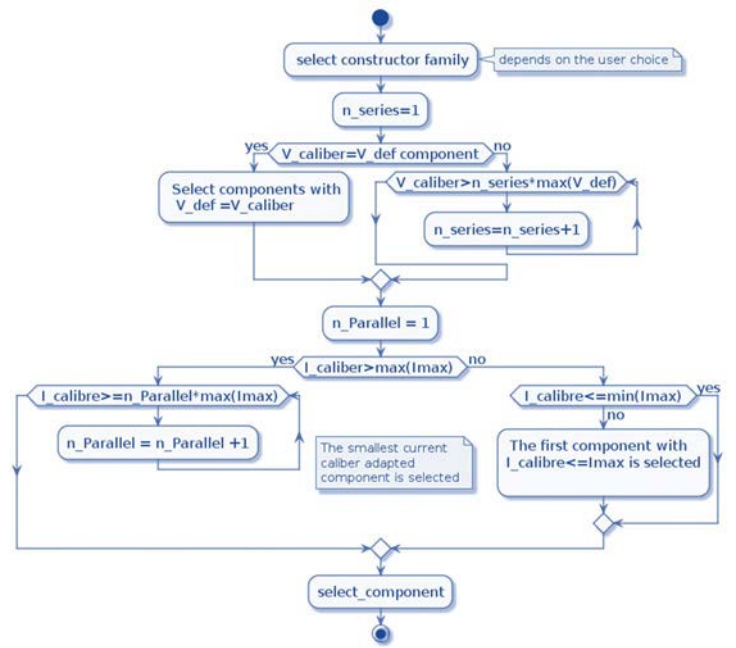 select constructor family
depends on the user choice
n_series=1
yes
V_caliber=V_def component
no
Select components with
V_def =V_caliber
V_caliber>n_series*max(V_def)
n_series=n_series+1
n_Parallel = 1
yes
I_caliber>max(Imax)
no
I_calibre>=n_Parallel*max(Imax)
n_Parallel = n_Parallel +1
The smallest current
caliber adapted
component is selected
I_calibre<=min(Imax)
yes
no
The first component with
I_calibre<=Imax is selected
select_component